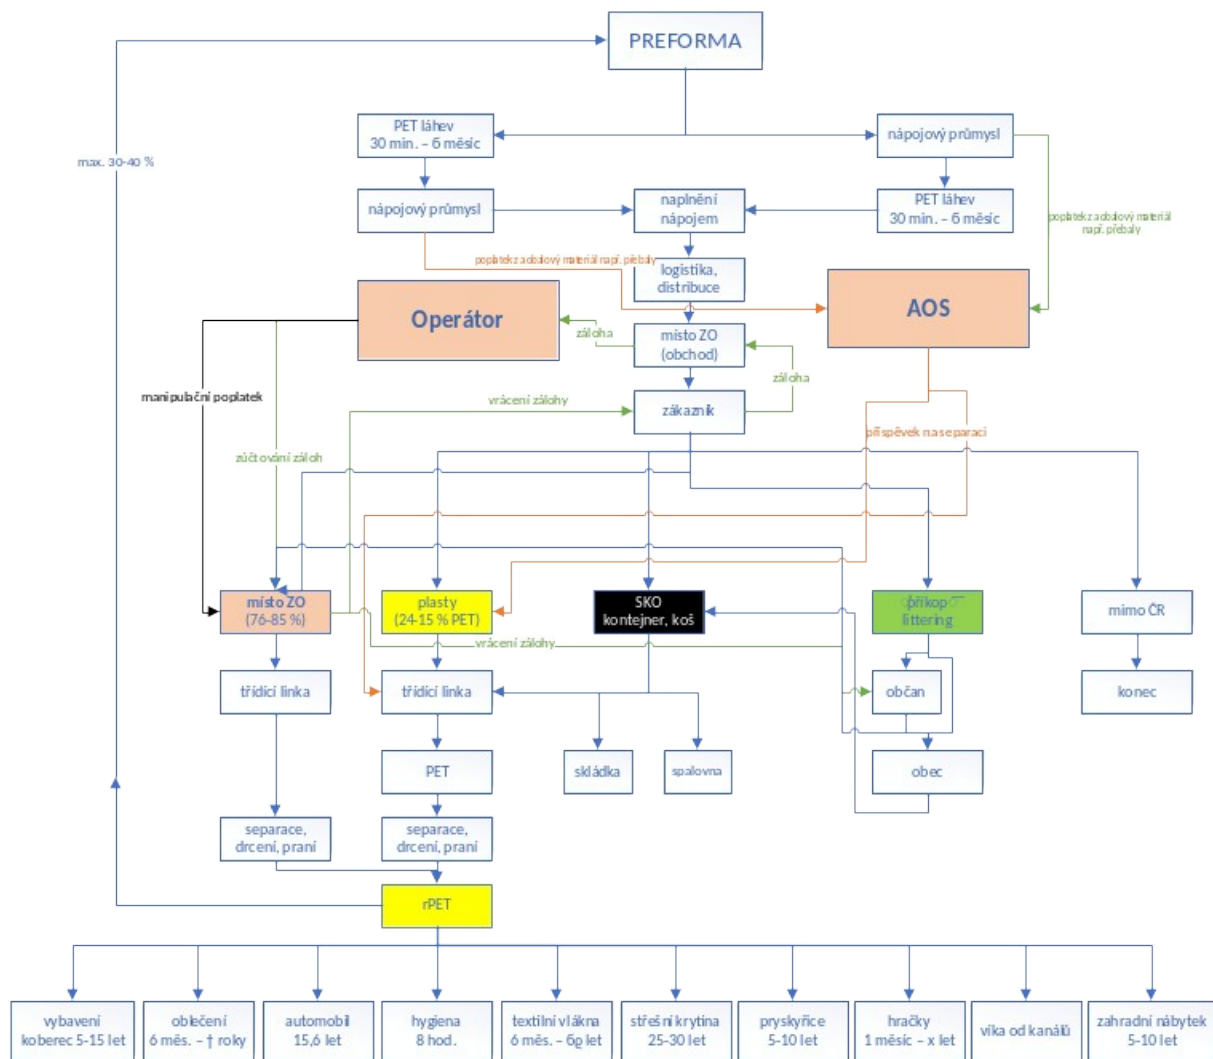 PREFORMA
PET láhev
30 min. – 6 měsíc
nápojový průmysl
max. 30-40 %
nápojový průmysl
naplnění
nápojem
PET láhev
30 min. – 6 měsíc
poplatek z a obalový materiál
např. přebaly
poplatek z a obalový materiál např. přebaly
logistika,
distribuce
Operátor
AOS
záloha
místo ZO
(obchod)
záloha
manipulační poplatek
vrácení zálohy
zákazník
příspěvek na separaci
zúčtování záloh
místo ZO
(76-85 %)
plasty
(24-15 % PET)
SKO
kontejner, koš
příkop
littering
mimo ČR
vrácení zálohy
třídící linka
třídící linka
občan
konec
PET
skládka
spalovna
obec
separace,
drcení, praní
separace,
drcení, praní
rPET
vybavení
koberec 5-15 let
oblečení
6 měs. – † roky
automobil
15,6 let
hygiena
8 hod.
textilní vlákna
6 měs. – let
střešní krytina
25-30 let
pryskyřice
5-10 let
hračky
1 měsíc – x let
víka od kanálů
zahradní nábytek
5-10 let